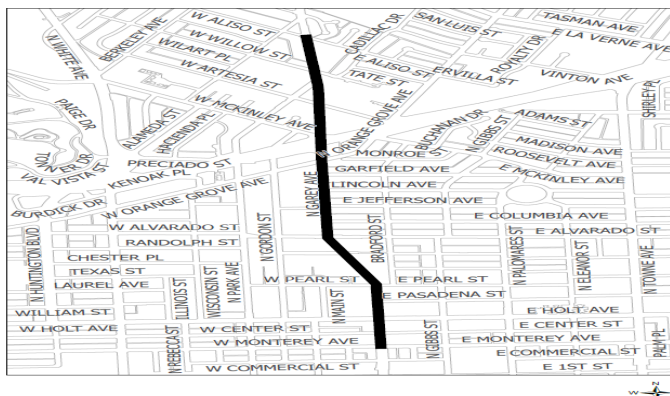 W ALISO ST
W WILLOW ST
WILART PL
W ARTESIA ST
BERKELEY AVE
N WHITE AVE
CADILLAC DR
SAN LUIS ST
TASMAN AVE
E LA VERNE AVE
ROYALTY DR
E ALISO ST
ERVILLA ST
TATE ST
VINTON AVE
SHIRLEY PL
W MCKINLEY AVE
PAIGE DR
ALAMEDA ST
HACIENDA PL
W ORANGE GROVE AVE
BUCHANAN DR
N GIBBS ST
ADAMS ST
MADISON AVE
ROOSEVELT AVE
E MCKINLEY AVE
MONROE ST
GARFIELD AVE
LINCOLN AVE
E JEFFERSON AVE
VAL VISTA ST
PRECIADO ST
KENOAK PL
N GAREY AVE
BURDICK DR
W ORANGE GROVE AVE
E COLUMBIA AVE
W ALVARADO ST
E ALVARADO ST
RANDOLPH ST
CHESTER PL
TEXAS ST
LAUREL AVE
N HUNTINGTON BLVD
N GORDON ST
BRADFORD ST
N PALOMARES ST
N ELEANOR ST
N TOWNE AVE
ILLINOIS ST
WISCONSIN ST
N PARK AVE
W PEARL ST
E PEARL ST
E PASADENA ST
N MAIN ST
WILLIAM ST
W HOLT AVE
E HOLT AVE
W CENTER ST
E CENTER ST
N REBECCA ST
W MONTEREY AVE
E MONTEREY AVE
N GIBBS ST
PALM PL
E COMMERCIAL ST
W COMMERCIAL ST
E 1ST ST
W